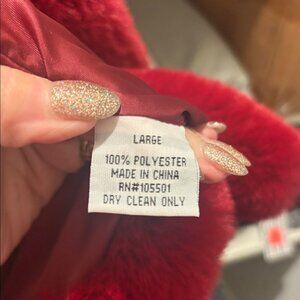 LARGE
100% POLYESTER
MADE IN CHINA
RN#105501
DRY CLEAN ONLY